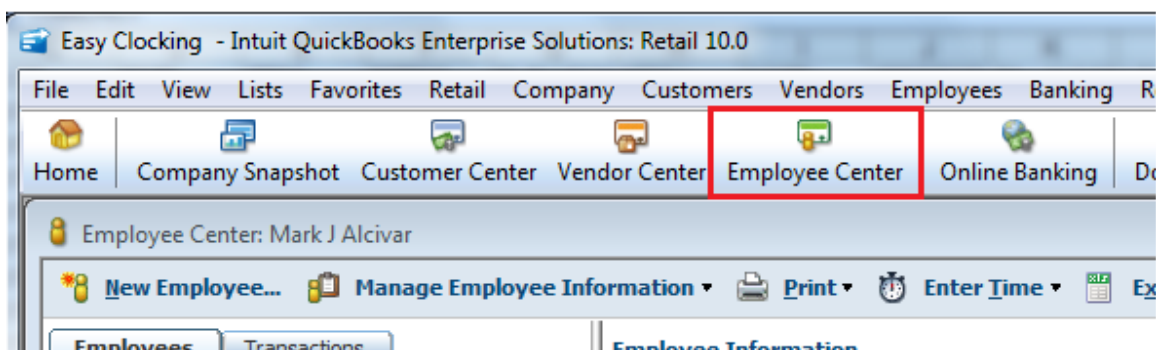 Easy Clocking - Intuit QuickBooks Enterprise Solutions: Retail 10.0
File Edit View Lists Favorites Retail Company Customers Vendors Employees Banking R
Home Company Snapshot Customer Center Vendor Center Employee Center Online Banking Do
Employee Center: Mark J Alcivar
New Employee... Manage Employee Information Print Enter Time Ex
Employees Transactions Employee Information